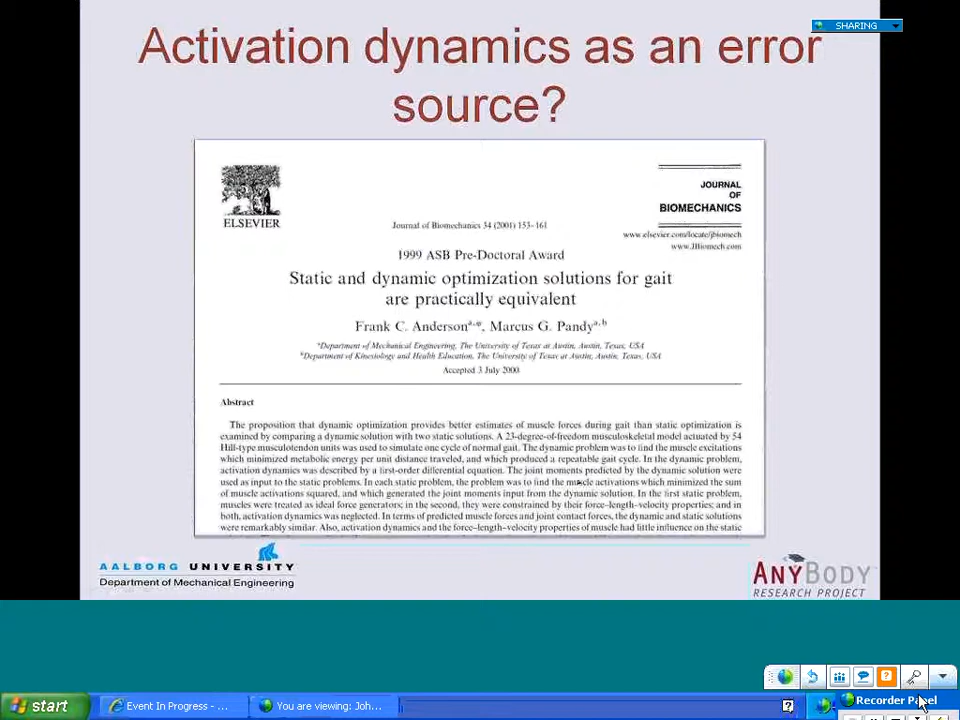 SHARING
Activation dynamics as an error
source?
ELSEVIER
JOURNAL
OF
BIOMECHANICS
Journal of Biomechanics 34 (2001) 153-161
www.elsevier.com/locate/jbiomech
www.JBiomech.com
1999 ASB Pre-Doctoral Award
Static and dynamic optimization solutions for gait
are practically equivalent
Frank C. Anderson^a,*, Marcus G. Pandy^a,b
^a Department of Mechanical Engineering, The University of Texas at Austin, Austin, Texas, USA
^b Department of Kinesiology and Health Education, The University of Texas at Austin, Austin, Texas, USA
Accepted 3 July 2000
Abstract
The proposition that dynamic optimization provides better estimates of muscle forces during gait than static optimization is
examined by comparing a dynamic solution with two static solutions. A 23-degree-of-freedom musculoskeletal model actuated by 54
Hill-type musculotendon units was used to simulate one cycle of normal gait. The dynamic problem was to find the muscle excitations
which minimized metabolic energy per unit distance traveled, and which produced a repeatable gait cycle. In the dynamic problem,
activation dynamics was described by a first-order differential equation. The joint moments predicted by the dynamic solution were
used as input to the static problems. In each static problem, the problem was to find the muscle activations which minimized the sum
of muscle activations squared, and which generated the joint moments input from the dynamic solution. In the first static problem,
muscles were treated as ideal force generators; in the second, they were constrained by their force-length-velocity properties; and in
both, activation dynamics was neglected. In terms of predicted muscle forces and joint contact forces, the dynamic and static solutions
were remarkably similar. Also, activation dynamics and the force-length-velocity properties of muscle had little influence on the static
AALBORG UNIVERSITY
Department of Mechanical Engineering
ANYBODY
RESEARCH PROJECT
start
Event In Progress - ...
You are viewing: Joh...
Recorder Panel